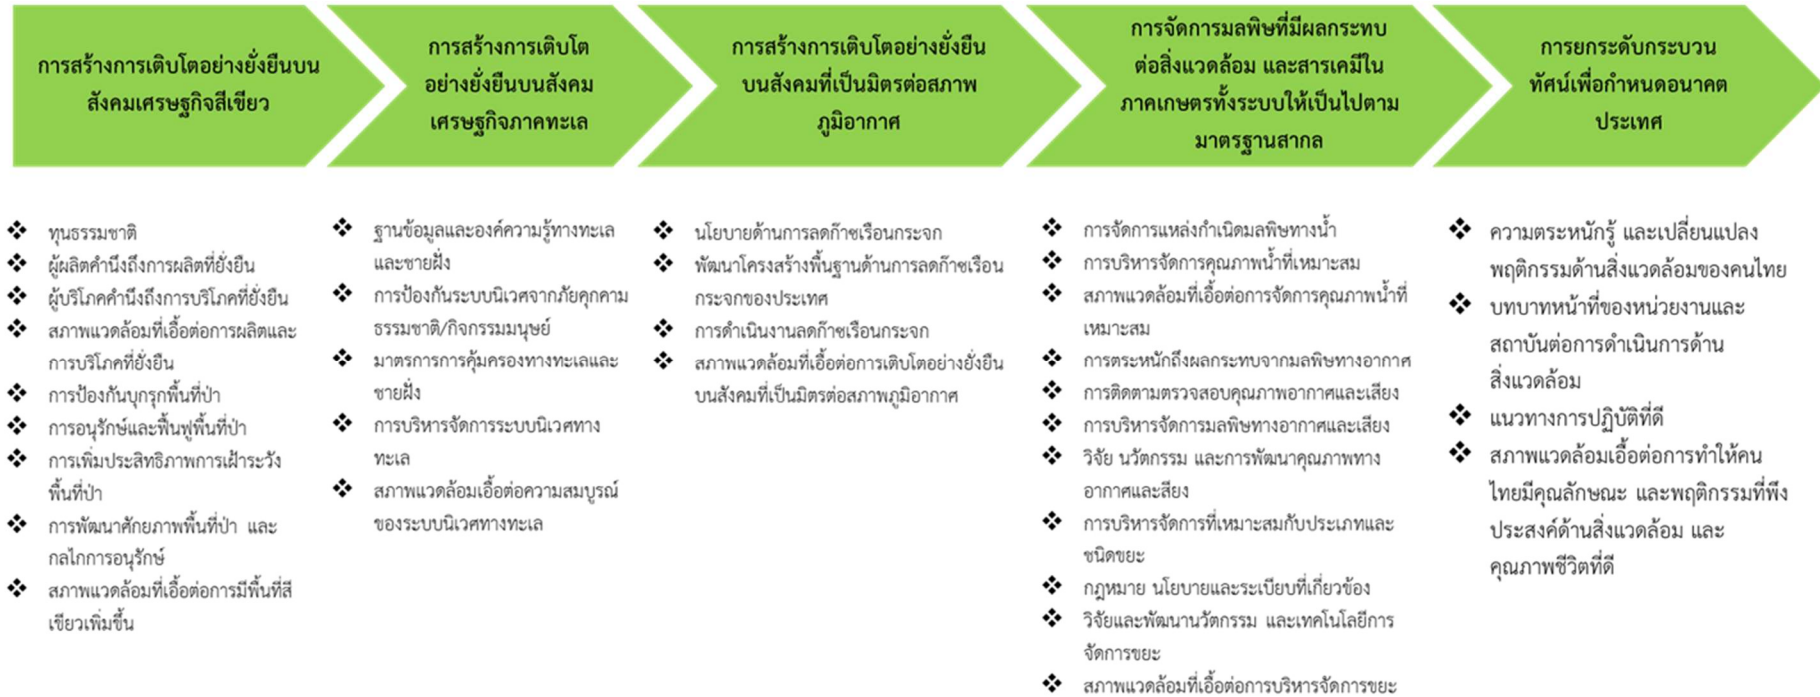 การสร้างการเติบโตอย่างยั่งยืนบน
สังคมเศรษฐกิจสีเขียว
การสร้างการเติบโต
อย่างยั่งยืนบนสังคม
เศรษฐกิจภาคทะเล
การสร้างการเติบโตอย่างยั่งยืน
บนสังคมที่เป็นมิตรต่อสภาพ
ภูมิอากาศ
การจัดการมลพิษที่มีผลกระทบ
ต่อสิ่งแวดล้อม และสารเคมีใน
ภาคเกษตรทั้งระบบให้เป็นไปตาม
มาตรฐานสากล
การยกระดับกระบวน
ทัศน์เพื่อกำหนดอนาคต
ประเทศ
❖ ทุนธรรมชาติ
❖ ผู้ผลิตคำนึงถึงการผลิตที่ยั่งยืน
❖ ผู้บริโภคคำนึงถึงการบริโภคที่ยั่งยืน
❖ สภาพแวดล้อมที่เอื้อต่อการผลิตและ
การบริโภคที่ยั่งยืน
❖ การป้องกันบุกรุกพื้นที่ป่า
❖ การอนุรักษ์และฟื้นฟูพื้นที่ป่า
❖ การเพิ่มประสิทธิภาพการเฝ้าระวัง
พื้นที่ป่า
❖ การพัฒนาศักยภาพพื้นที่ป่า และ
กลไกการอนุรักษ์
❖ สภาพแวดล้อมที่เอื้อต่อการมีพื้นที่สี
เขียวเพิ่มขึ้น
❖ ฐานข้อมูลและองค์ความรู้ทางทะเล
และชายฝั่ง
❖ การป้องกันระบบนิเวศจากภัยคุกคาม
ธรรมชาติ/กิจกรรมมนุษย์
❖ มาตรการการคุ้มครองทางทะเลและ
ชายฝั่ง
❖ การบริหารจัดการระบบนิเวศทาง
ทะเล
❖ สภาพแวดล้อมเอื้อต่อความสมบูรณ์
ของระบบนิเวศทางทะเล
❖ นโยบายด้านการลดก๊าซเรือนกระจก
❖ พัฒนาโครงสร้างพื้นฐานด้านการลดก๊าซเรือน
กระจกของประเทศ
❖ การดำเนินงานลดก๊าซเรือนกระจก
❖ สภาพแวดล้อมที่เอื้อต่อการเติบโตอย่างยั่งยืน
บนสังคมที่เป็นมิตรต่อสภาพภูมิอากาศ
❖ การจัดการแหล่งกำเนิดมลพิษทางน้ำ
❖ การบริหารจัดการคุณภาพน้ำที่เหมาะสม
❖ สภาพแวดล้อมที่เอื้อต่อการจัดการคุณภาพน้ำที่
เหมาะสม
❖ การตระหนักถึงผลกระทบจากมลพิษทางอากาศ
❖ การติดตามตรวจสอบคุณภาพอากาศและเสียง
❖ การบริหารจัดการมลพิษทางอากาศและเสียง
❖ วิจัย นวัตกรรม และการพัฒนาคุณภาพทาง
อากาศและสียง
❖ การบริหารจัดการที่เหมาะสมกับประเภทและ
ชนิดขยะ
❖ กฎหมาย นโยบายและระเบียบที่เกี่ยวข้อง
❖ วิจัยและพัฒนานวัตกรรม และเทคโนโลยีการ
จัดการขยะ
❖ สภาพแวดล้อมที่เอื้อต่อการบริหารจัดการขยะ
❖ ความตระหนักรู้ และเปลี่ยนแปลง
พฤติกรรมด้านสิ่งแวดล้อมของคนไทย
❖ บทบาทหน้าที่ของหน่วยงานและ
สถาบันต่อการดำเนินการด้าน
สิ่งแวดล้อม
❖ แนวทางการปฏิบัติที่ดี
❖ สภาพแวดล้อมเอื้อต่อการทำให้คน
ไทยมีคุณลักษณะ และพฤติกรรมที่พึง
ประสงค์ด้านสิ่งแวดล้อม และ
คุณภาพชีวิตที่ดี